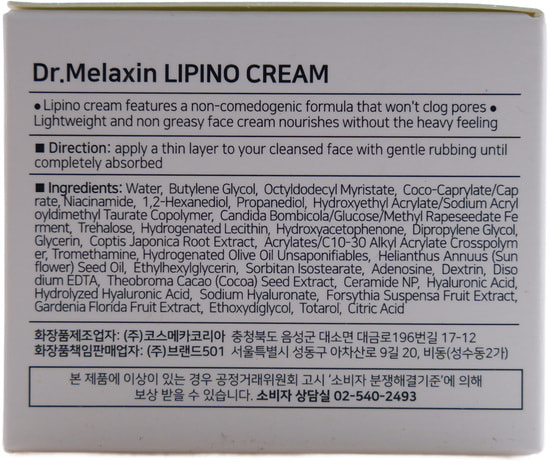 Dr.Melaxin LIPINO CREAM
• Lipino cream features a non-comedogenic formula that won't clog pores •
Lightweight and non greasy face cream nourishes without the heavy feeling
■ Direction: apply a thin layer to your cleansed face with gentle rubbing until
completely absorbed
■ Ingredients: Water, Butylene Glycol, Octyldodecyl Myristate, Coco-Caprylate/Cap
rate, Niacinamide, 1,2-Hexanediol, Propanediol, Hydroxyethyl Acrylate/Sodium Acryl
oyldimethyl Taurate Copolymer, Candida Bombicola/Glucose/Methyl Rapeseedate Fe
rment, Trehalose, Hydrogenated Lecithin, Hydroxyacetophenone, Dipropylene Glycol,
Glycerin, Coptis Japonica Root Extract, Acrylates/C10-30 Alkyl Acrylate Crosspolym
er, Tromethamine, Hydrogenated Olive Oil Unsaponifiables, Helianthus Annuus (Sun
flower) Seed Oil, Ethylhexylglycerin, Sorbitan Isostearate, Adenosine, Dextrin, Diso
dium EDTA, Theobroma Cacao (Cocoa) Seed Extract, Ceramide NP, Hyaluronic Acid,
Hydrolyzed Hyaluronic Acid, Sodium Hyaluronate, Forsythia Suspensa Fruit Extract,
Gardenia Florida Fruit Extract, Ethoxydiglycol, Totarol, Citric Acid
화장품제조업자: (주)코스메카코리아 충청북도 음성군 대소면 대금로196번길 17-12
화장품책임판매업자: (주)브랜드501 서울특별시 성동구 아차산로 9길 20, 비동(성수동2가)
본 제품에 이상이 있는 경우 공정거래위원회 고시 '소비자 분쟁해결기준'에 의해
보상 받을 수 있습니다. 소비자 상담실 02-540-2493